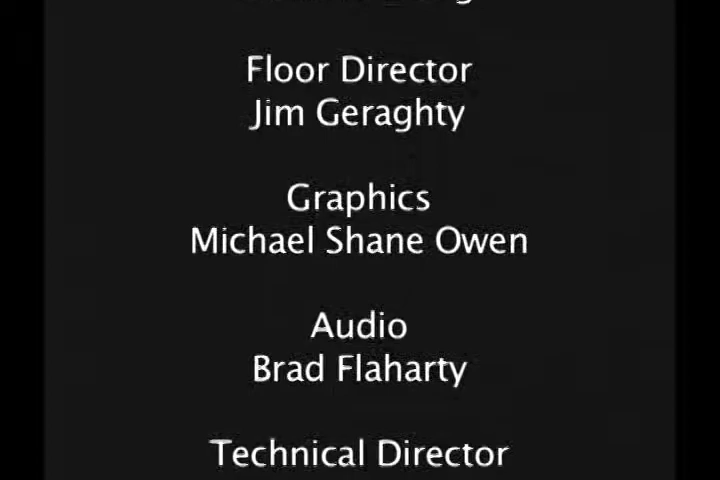 Floor Director
Jim Geraghty
Graphics
Michael Shane Owen
Audio
Brad Flaharty
Technical Director